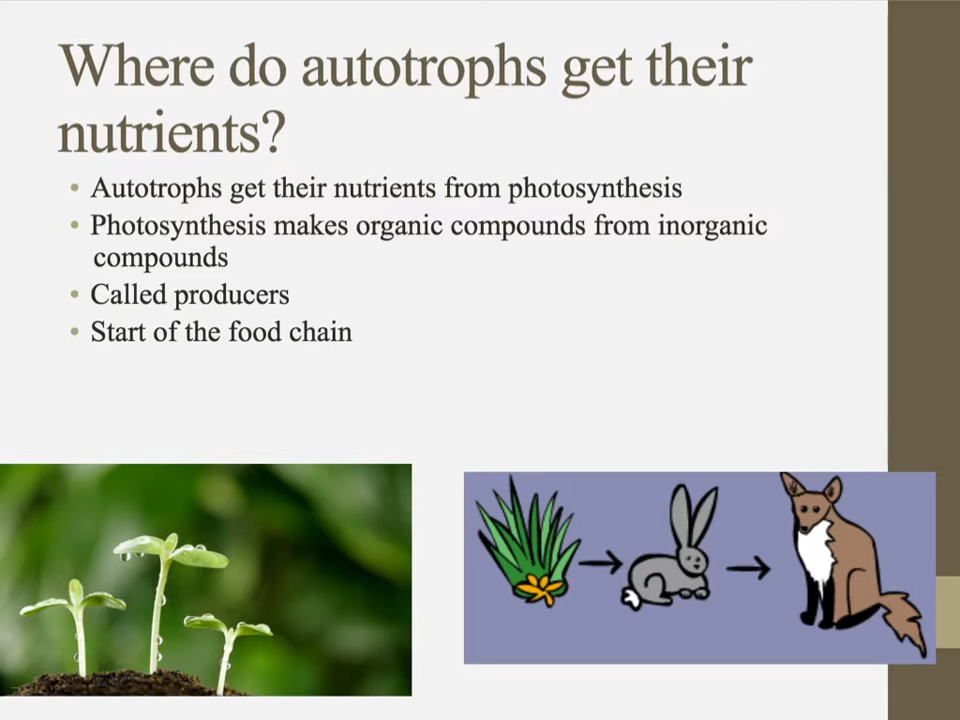 Where do autotrophs get their
nutrients?
• Autotrophs get their nutrients from photosynthesis
• Photosynthesis makes organic compounds from inorganic
compounds
• Called producers
• Start of the food chain